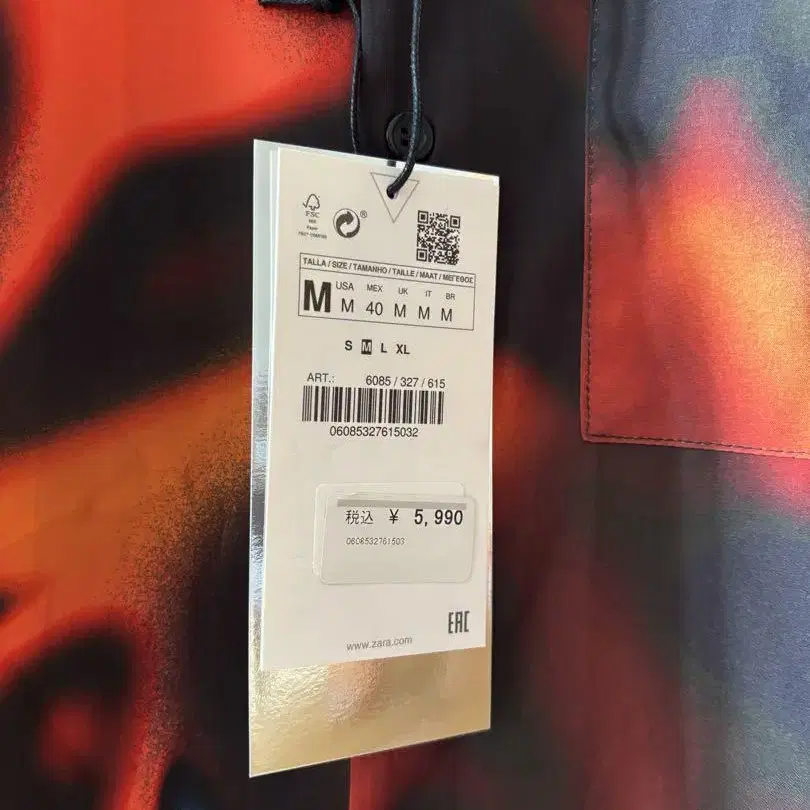 FSC
TALLA / SIZE / TAMANHO / TAILLE / MAAT / ΜΕΓΕΘΟΣ
M
USA MEX UK IT BR
M 40 M M M
S M L XL
ART.: 6085 / 327 / 615
06085327615032
税込 ¥ 5,990
0608532761503
EAC
www.zara.com